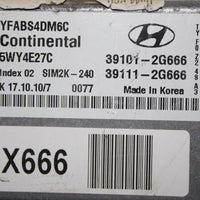 YFABS4DM6C
Continental HYUNDAI
5WY4E27C 39101-2G666
Index 02 SIM2K-240 39111-2G666
K 17.10.10/7 0077 Made in Korea
X666